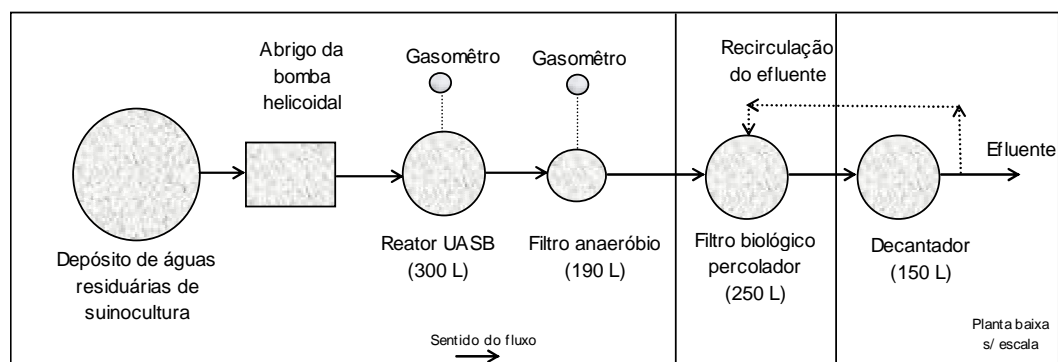 Abrigo da
bomba
helicoidal
Gasomêtro
Gasomêtro
Recirculação
do efluente
Efluente
Depósito de águas
residuárias de
suinocultura
Reator UASB
(300 L)
Filtro anaeróbio
(190 L)
Filtro biológico
percolador
(250 L)
Decantador
(150 L)
Sentido do fluxo
Planta baixa
s/ escala